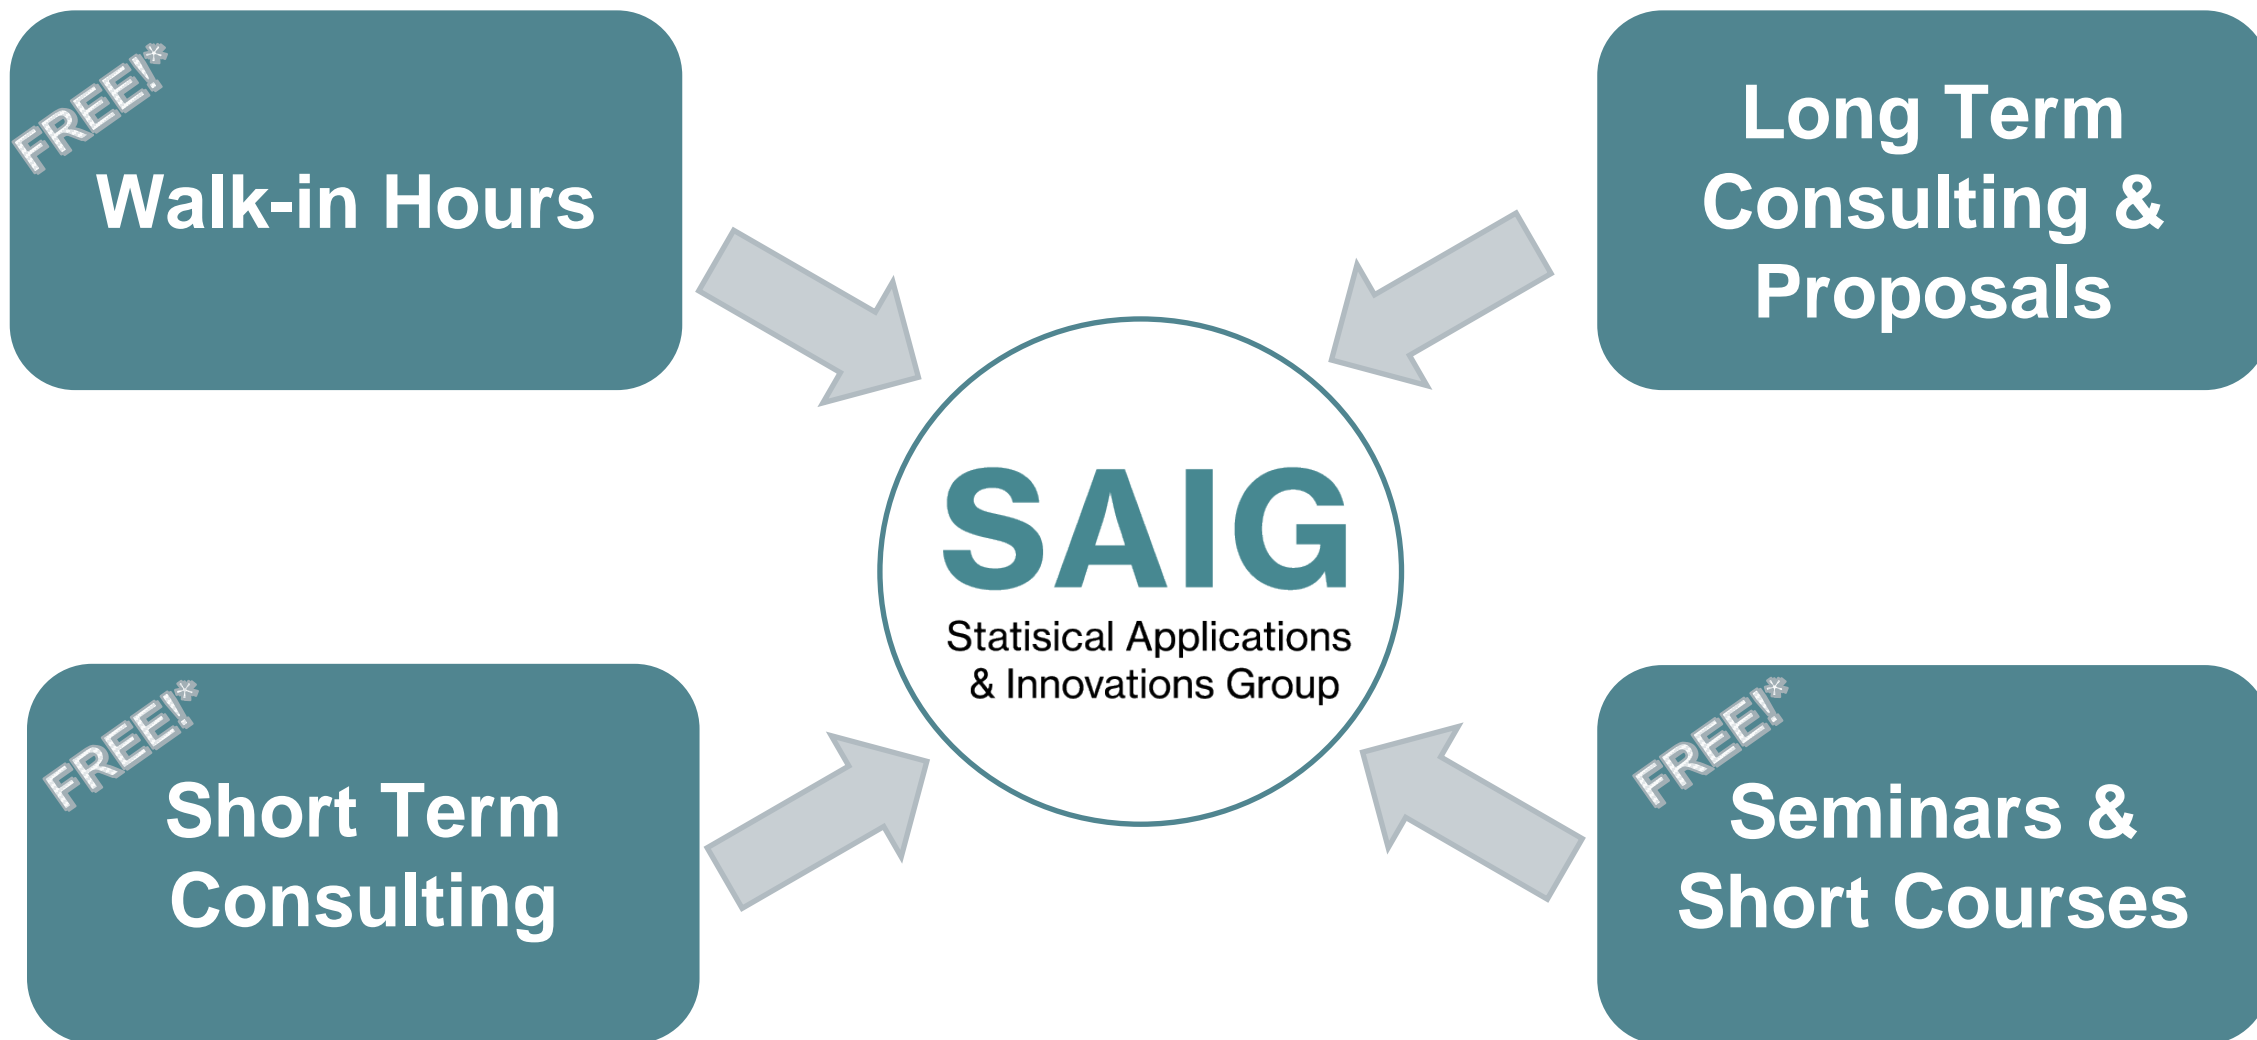 FREE!*
Walk-in Hours
Long Term
Consulting &
Proposals
SAIG
Statisical Applications
& Innovations Group
FREE!*
Short Term
Consulting
FREE!*
Seminars &
Short Courses